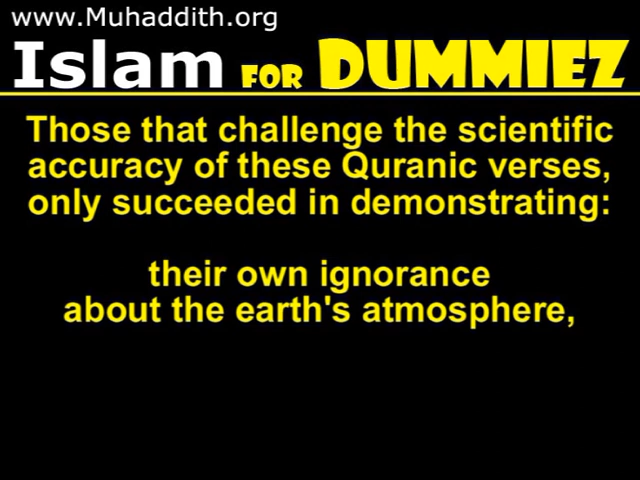 www.Muhaddith.org
Islam FOR DUMMIEZ
Those that challenge the scientific
accuracy of these Quranic verses,
only succeeded in demonstrating:
their own ignorance
about the earth's atmosphere,